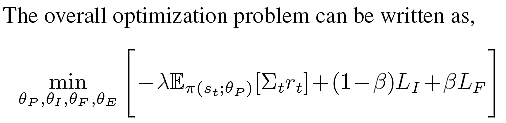 The overall optimization problem can be written as,
min_{θ_P,θ_I,θ_F,θ_E} [ −λ𝔼_{π(s_t;θ_P)}[Σ_t r_t] + (1−β)L_I + βL_F ]